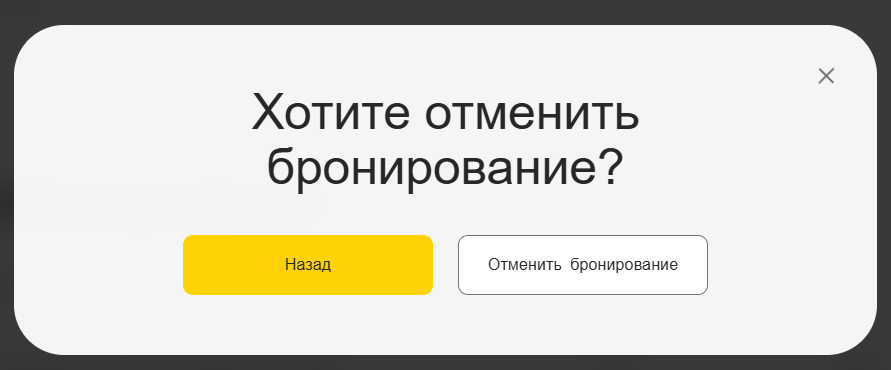 Хотите отменить
бронирование?
Назад
Отменить бронирование